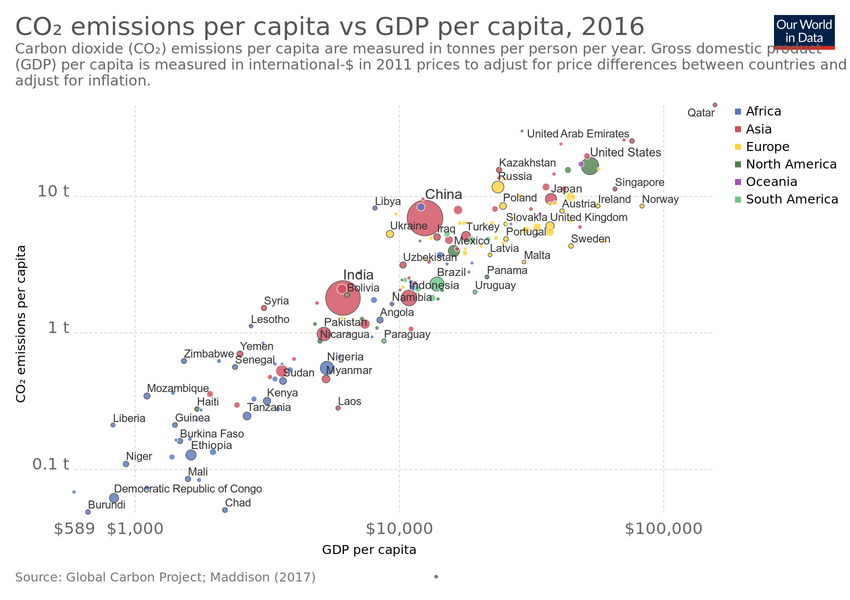 CO₂ emissions per capita vs GDP per capita, 2016
Our World
in Data
Carbon dioxide (CO₂) emissions per capita are measured in tonnes per person per year. Gross domestic product
(GDP) per capita is measured in international-$ in 2011 prices to adjust for price differences between countries and
adjust for inflation.
Qatar
Africa
Asia
Europe
North America
Oceania
South America
United Arab Emirates
United States
Kazakhstan
Russia
Singapore
10 t
China
Japan
Libya
Poland
Austria
Ireland
Norway
Ukraine
Iraq
Turkey
Slovakia
United Kingdom
Portugal
Mexico
Sweden
Latvia
Malta
Uzbekistan
India
Brazil
Panama
Bolivia
Indonesia
Uruguay
Syria
Namibia
Angola
Lesotho
Pakistan
1 t
Nicaragua
Paraguay
Yemen
Zimbabwe
Senegal
Nigeria
Sudan
Myanmar
Mozambique
Kenya
Haiti
Tanzania
Laos
Liberia
Guinea
Burkina Faso
Ethiopia
Niger
0.1 t
Mali
Democratic Republic of Congo
Burundi
Chad
CO₂ emissions per capita
$589
$1,000
$10,000
$100,000
GDP per capita
Source: Global Carbon Project; Maddison (2017)